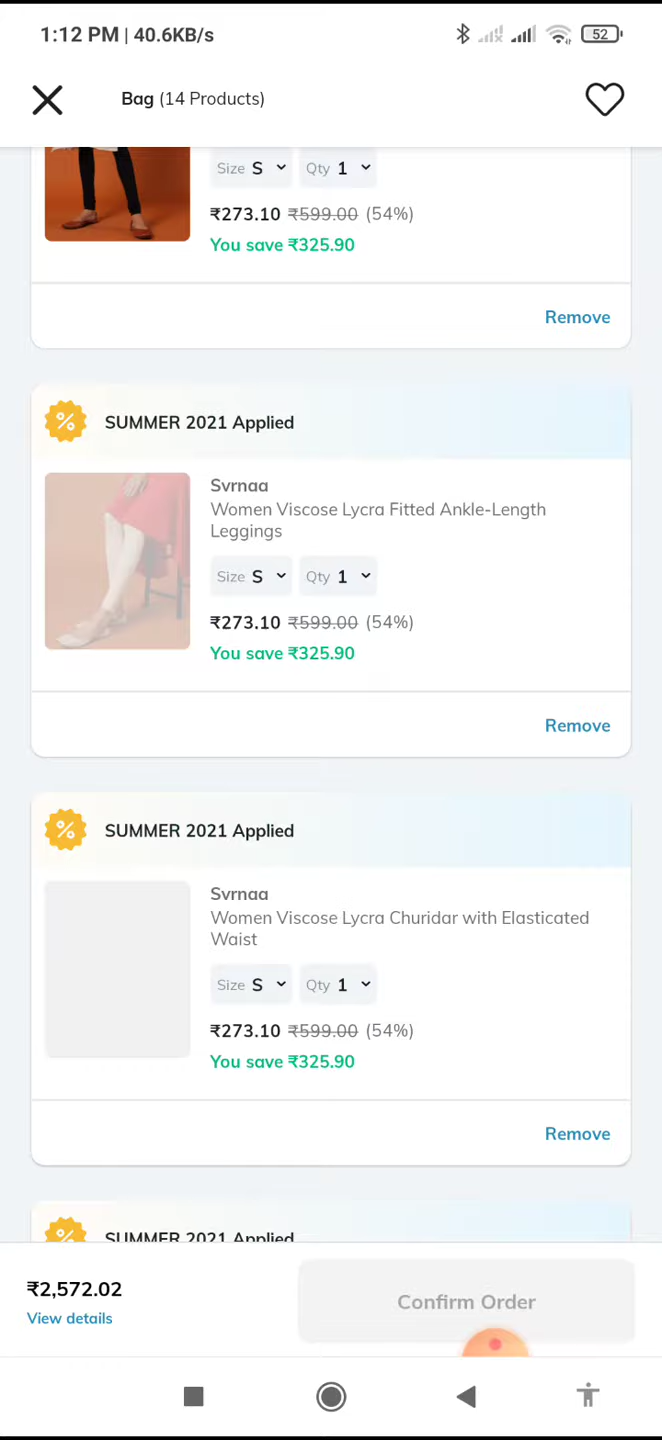 1:12 PM | 40.6KB/s
52
Bag (14 Products)
Size S Qty 1
₹273.10 ₹599.00 (54%)
You save ₹325.90
Remove
% SUMMER 2021 Applied
Svrnaa
Women Viscose Lycra Fitted Ankle-Length
Leggings
Size S Qty 1
₹273.10 ₹599.00 (54%)
You save ₹325.90
Remove
% SUMMER 2021 Applied
Svrnaa
Women Viscose Lycra Churidar with Elasticated
Waist
Size S Qty 1
₹273.10 ₹599.00 (54%)
You save ₹325.90
Remove
% SUMMER 2021 Applied
₹2,572.02
View details
Confirm Order